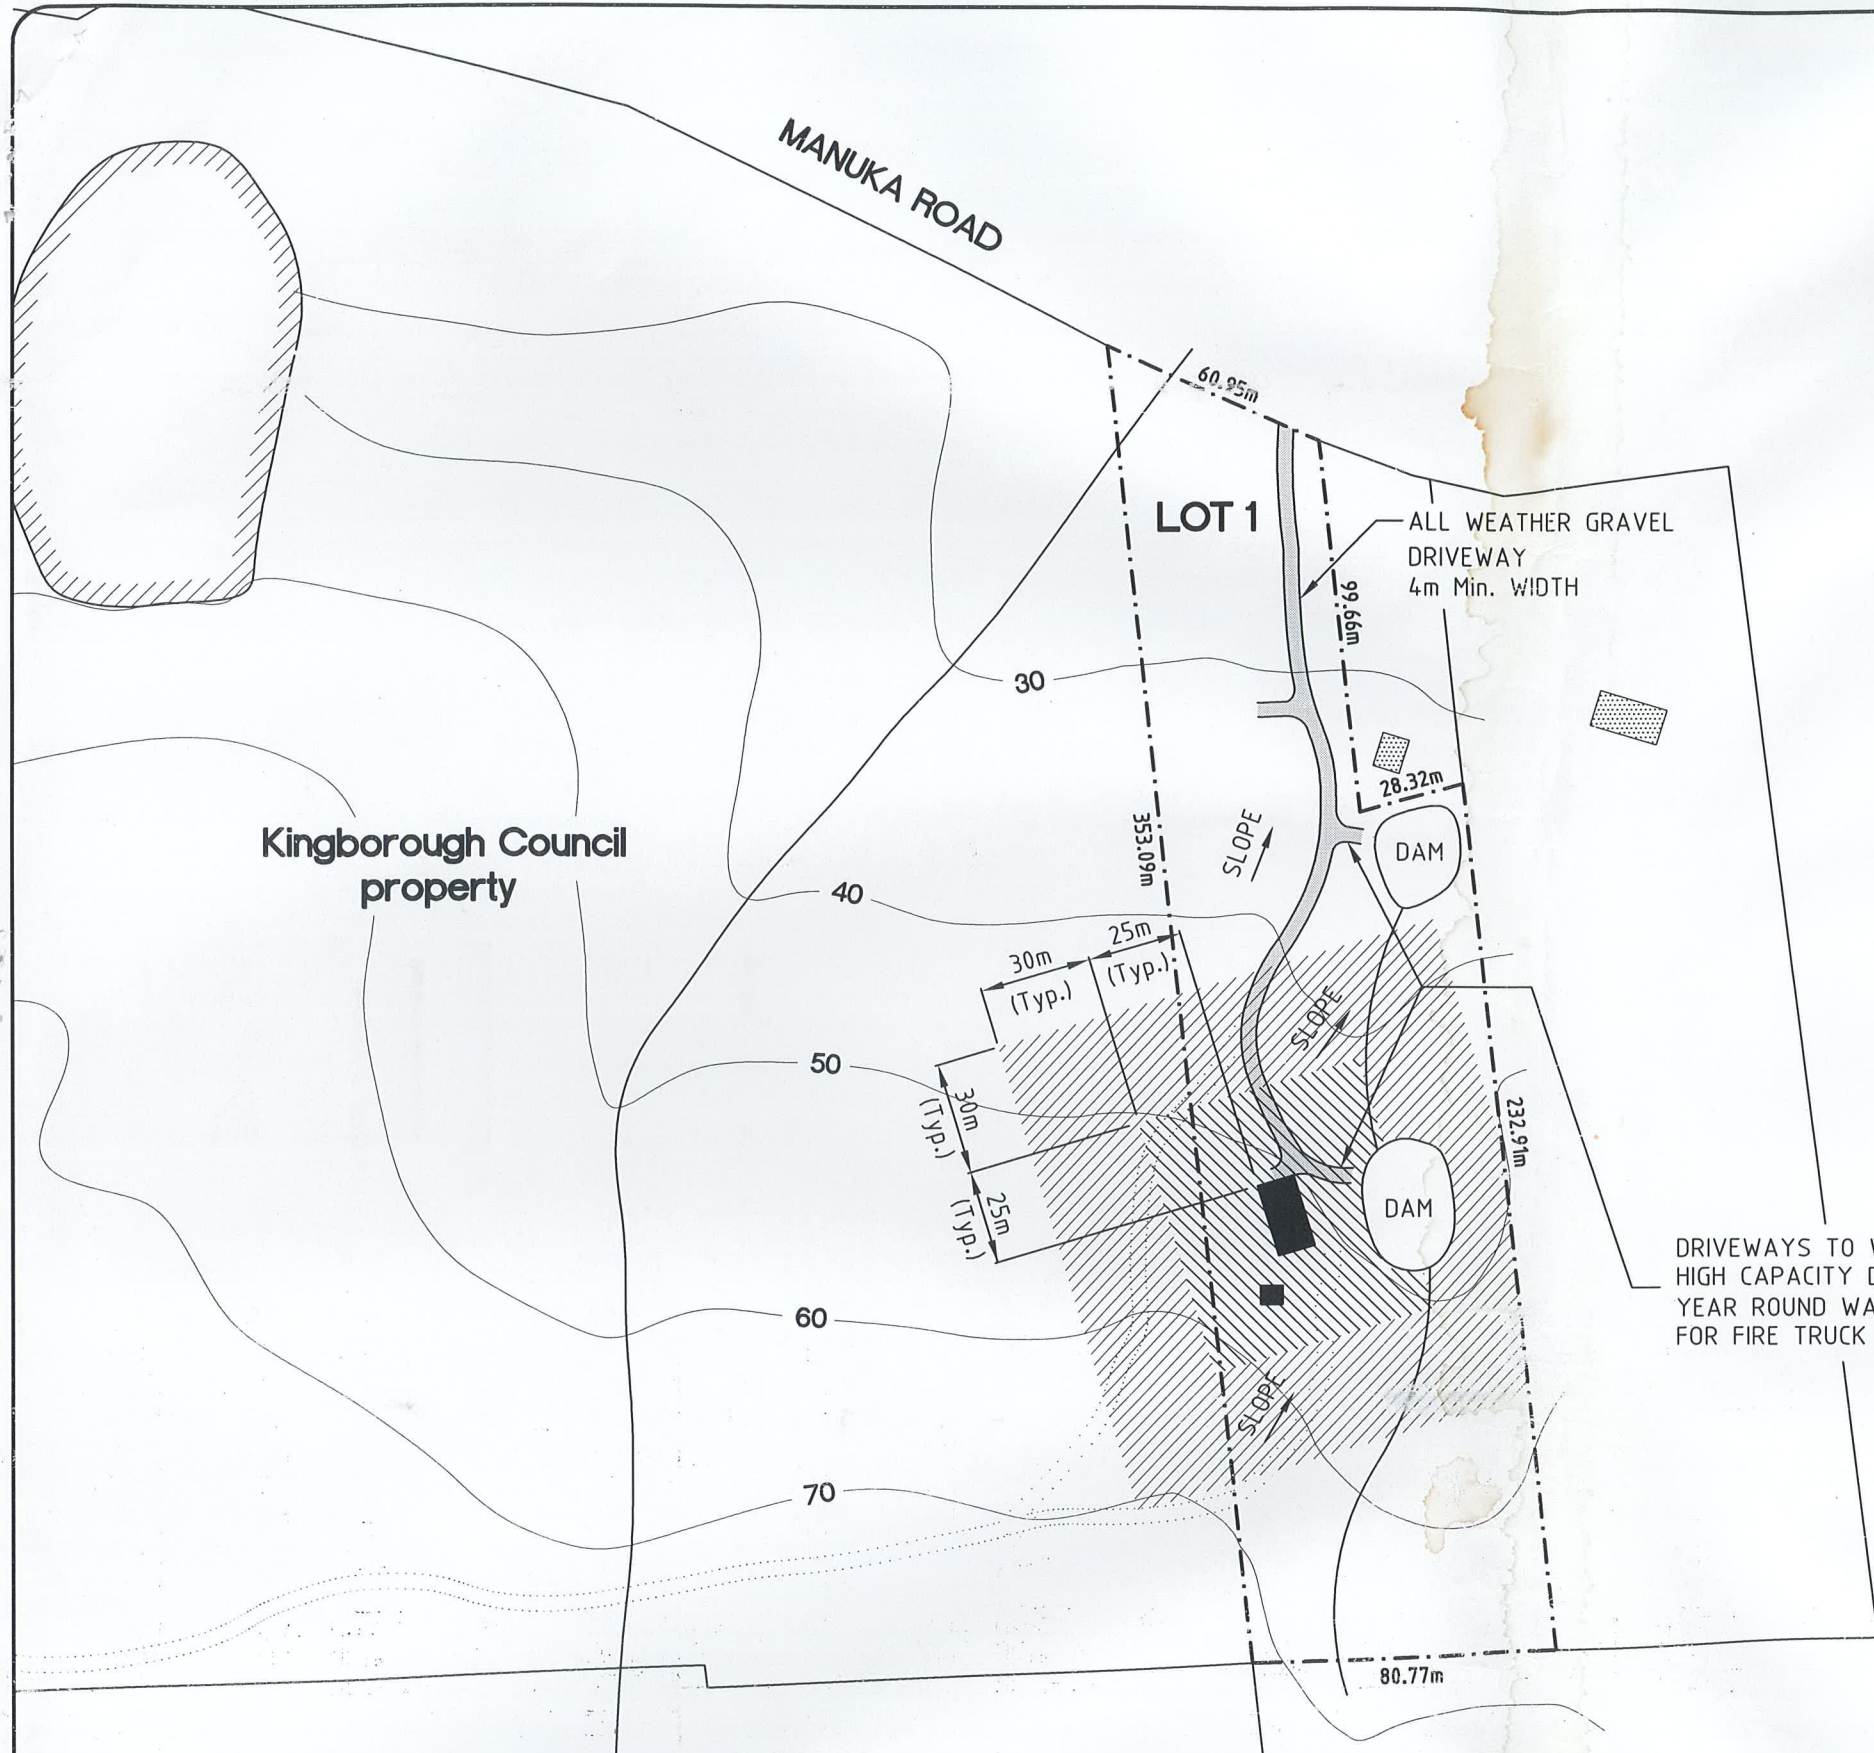 MANUKA ROAD
60.95m
LOT 1
ALL WEATHER GRAVEL
DRIVEWAY
4m Min. WIDTH
99.66m
30
28.32m
353.09m
SLOPE
DAM
Kingborough Council
property
40
25m
(Typ.)
30m
(Typ.)
SLOPE
50
30m
(Typ.)
232.91m
25m
(Typ.)
DAM
DRIVEWAYS TO
HIGH CAPACITY
YEAR ROUND
FOR FIRE TRUCK
60
SLOPE
70
80.77m